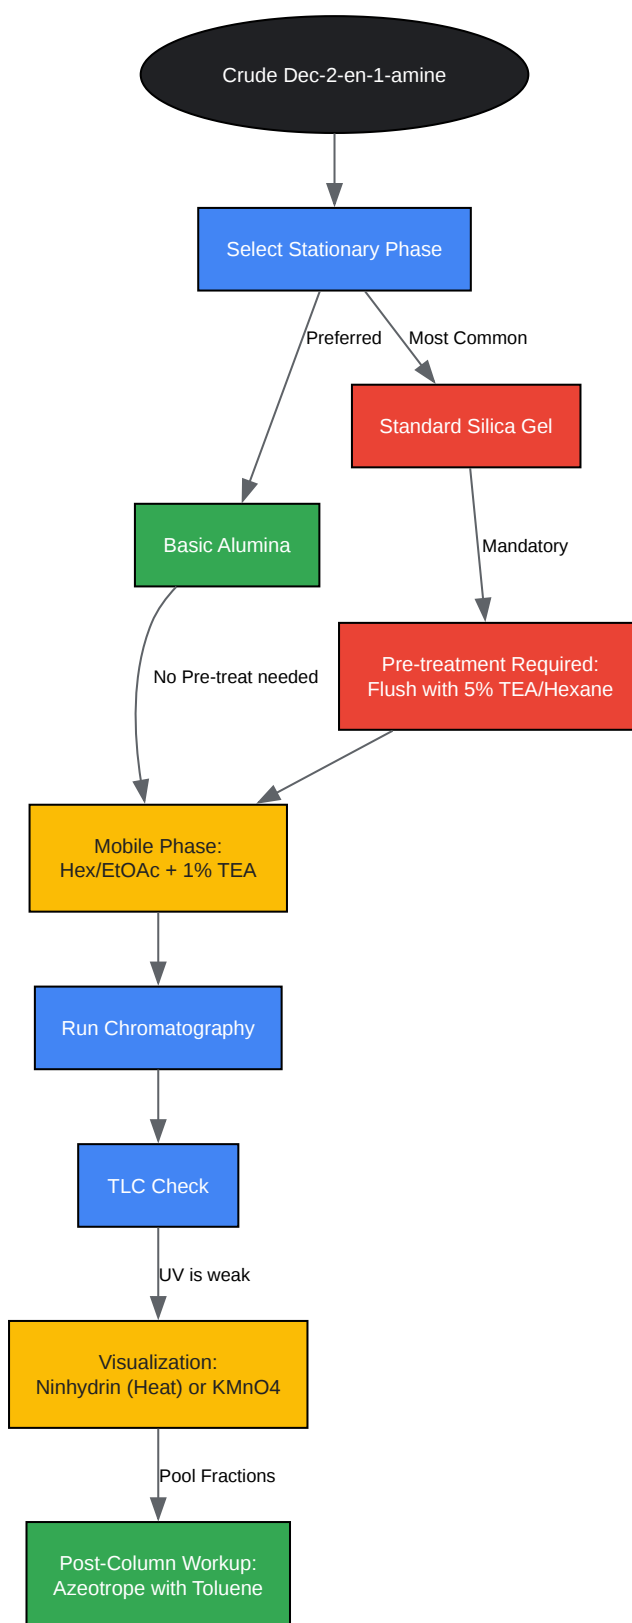 Crude Dec-2-en-1-amine
Select Stationary Phase
Preferred
Most Common
Standard Silica Gel
Mandatory
Basic Alumina
No Pre-treat needed
Pre-treatment Required:
Flush with 5% TEA/Hexane
Mobile Phase:
Hex/EtOAc + 1% TEA
Run Chromatography
TLC Check
UV is weak
Visualization:
Ninhydrin (Heat) or KMnO4
Pool Fractions
Post-Column Workup:
Azeotrope with Toluene